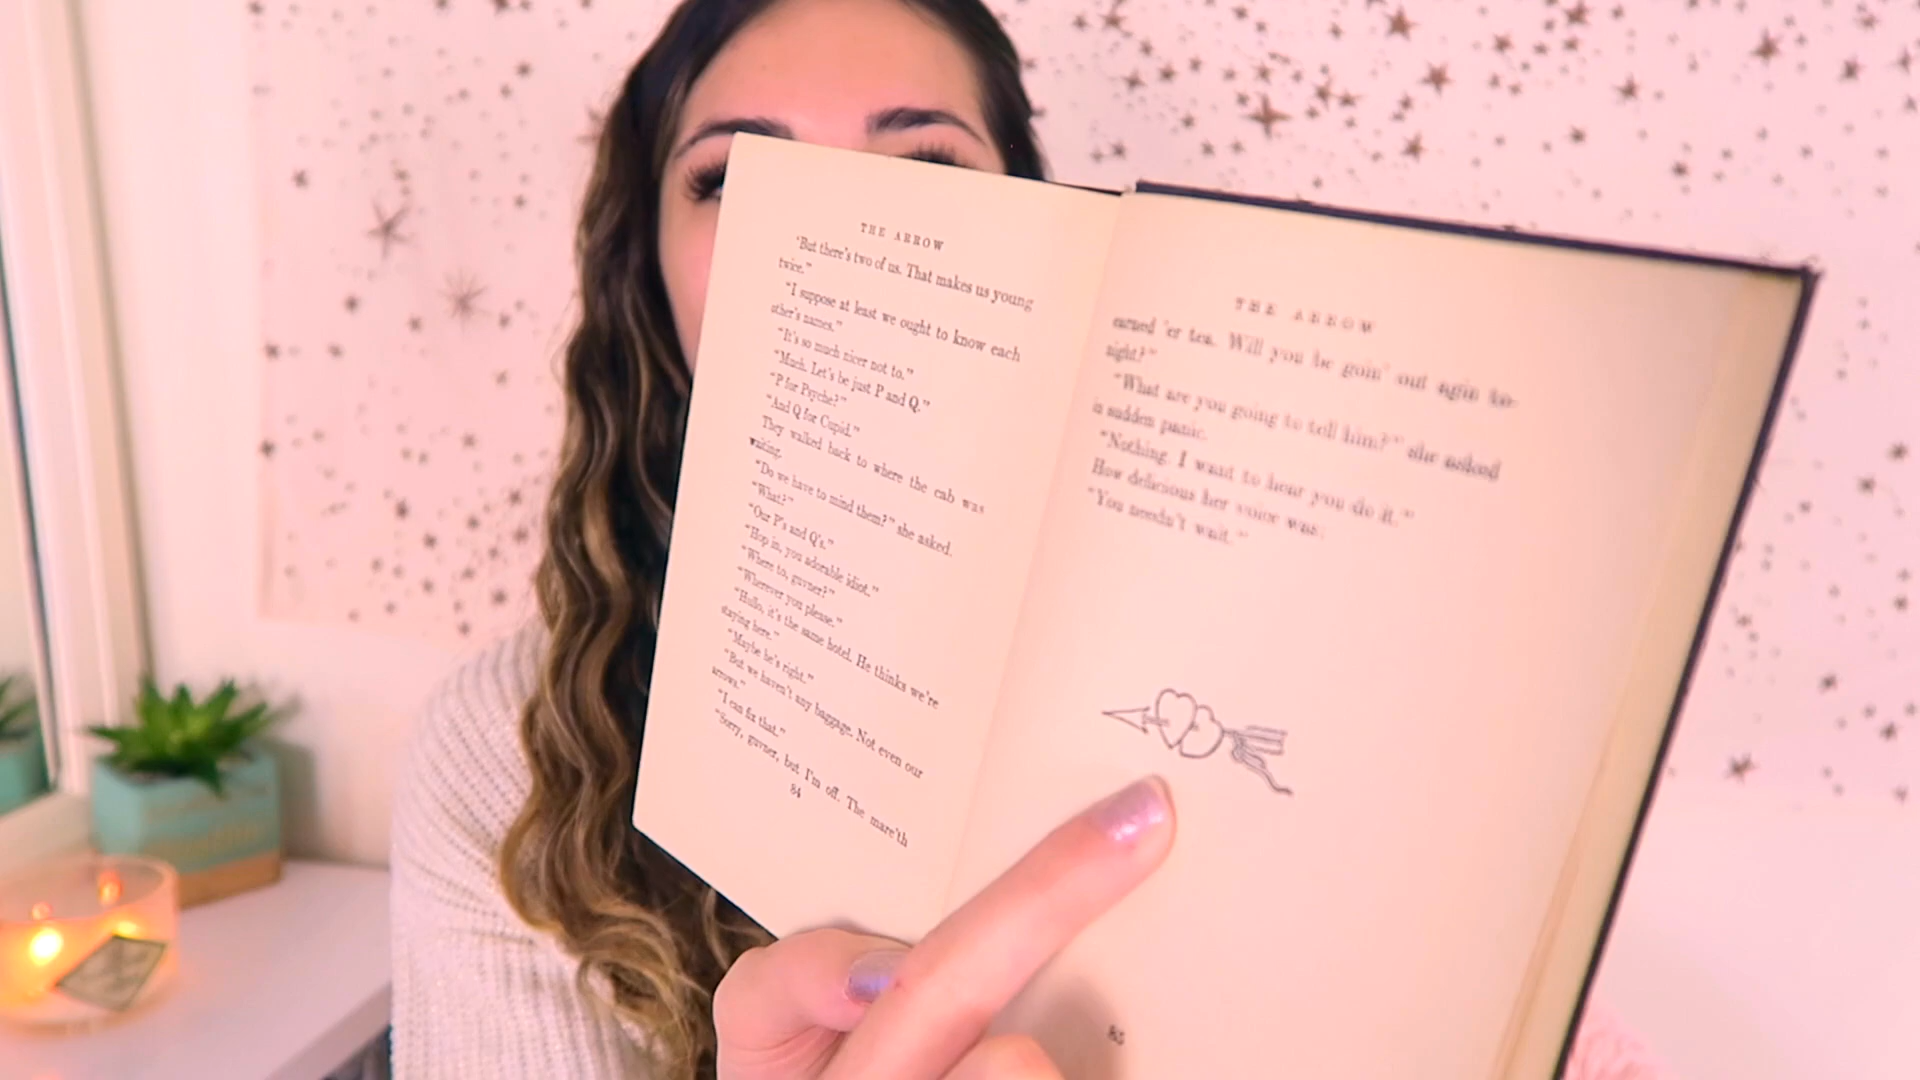 THE ARROW
"But there's two of us. That makes us young
twice."
"I suppose at least we ought to know each
other's names."
"It's so much nicer not to."
"Much. Let's be just P and Q."
"P for Psyche?"
"And Q for Cupid."
They walked back to where the cab was
waiting.
"Do we have to mind them?" she asked.
"What?"
"Our P's and Q's."
"Hop in, you adorable idiot."
"Where to, guvner?"
"Wherever you please."
"Hullo, it's the same hotel. He thinks we're
staying here."
"Maybe he's right."
"But we haven't any baggage. Not even our
arrows."
"I can fix that."
"Sorry, guvner, but I'm off. The mare'th
84
THE ARROW
earned 'er tea. Will you be goin' out agin to-
night?"
"What are you going to tell him?" she asked
in sudden panic.
"Nothing. I want to hear you do it."
How delicious her voice was.
"You needn't wait."
85